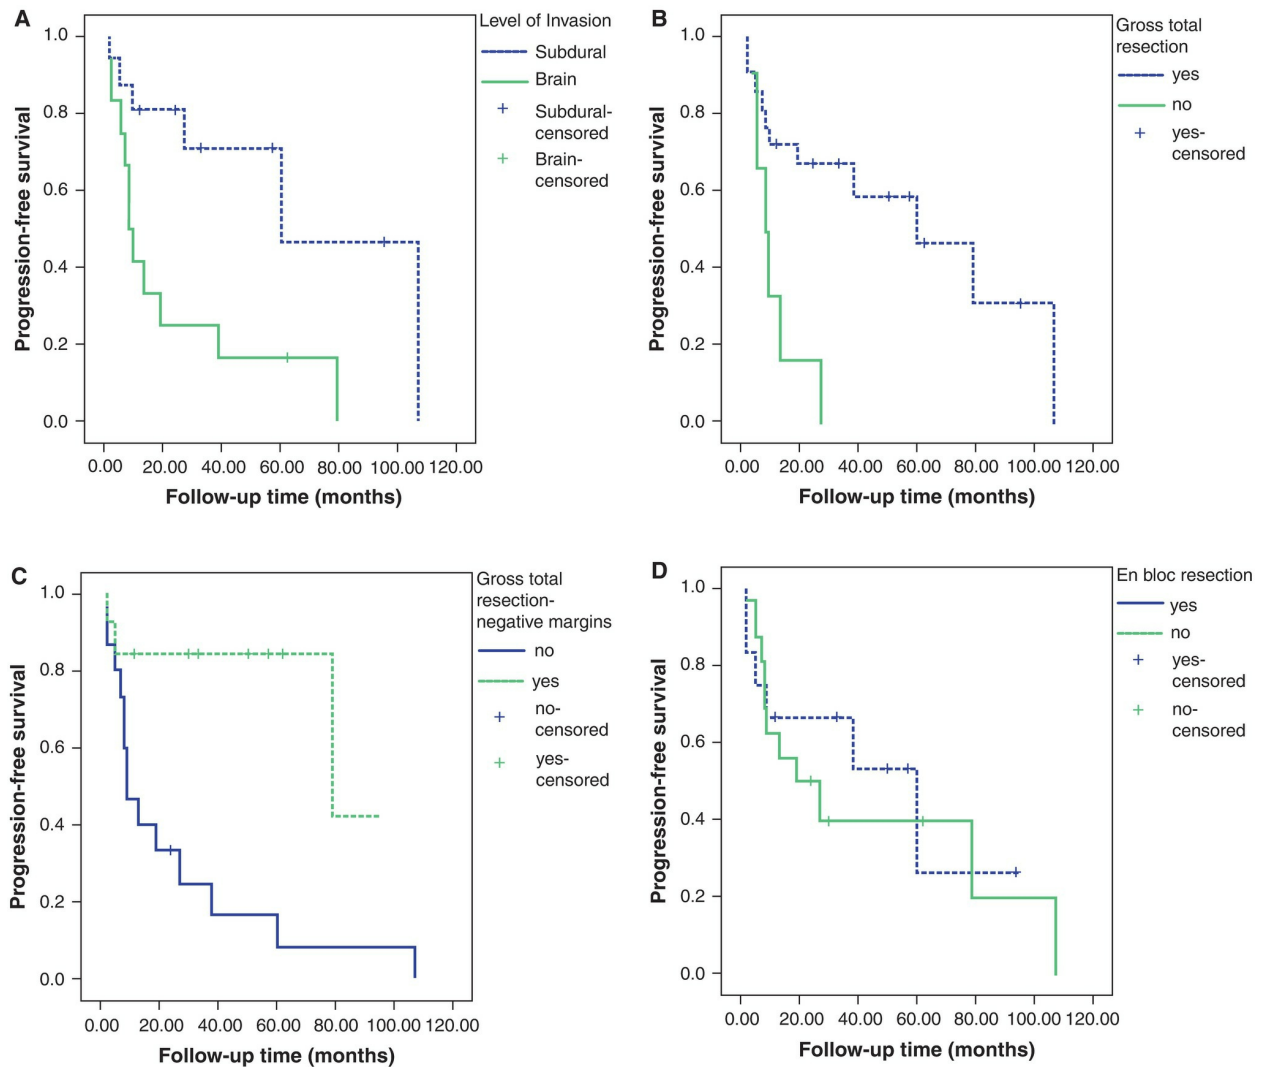 A
Level of Invasion
Subdural
Brain
Subdural-
censored
Brain-
censored
1.0
0.8
0.6
0.4
0.2
0.0
Progression-free survival
0.00 20.00 40.00 60.00 80.00 100.00 120.00
Follow-up time (months)
B
Gross total
resection
yes
no
yes-
censored
1.0
0.8
0.6
0.4
0.2
0.0
Progression-free survival
0.00 20.00 40.00 60.00 80.00 100.00 120.00
Follow-up time (months)
C
Gross total
resection-
negative margins
no
yes
no-
censored
yes-
censored
1.0
0.8
0.6
0.4
0.2
0.0
Progression-free survival
0.00 20.00 40.00 60.00 80.00 100.00 120.00
Follow-up time (months)
D
En bloc resection
yes
no
yes-
censored
no-
censored
1.0
0.8
0.6
0.4
0.2
0.0
Progression-free survival
0.00 20.00 40.00 60.00 80.00 100.00 120.00
Follow-up time (months)